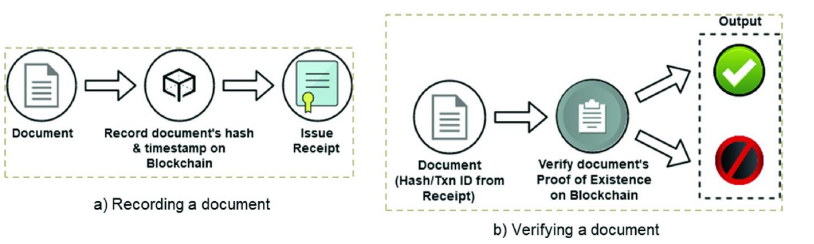 Document
Record document's hash
& timestamp on
Blockchain
Issue
Receipt
a) Recording a document
Output
Document
(Hash/Txn ID from
Receipt)
Verify document's
Proof of Existence
on Blockchain
b) Verifying a document